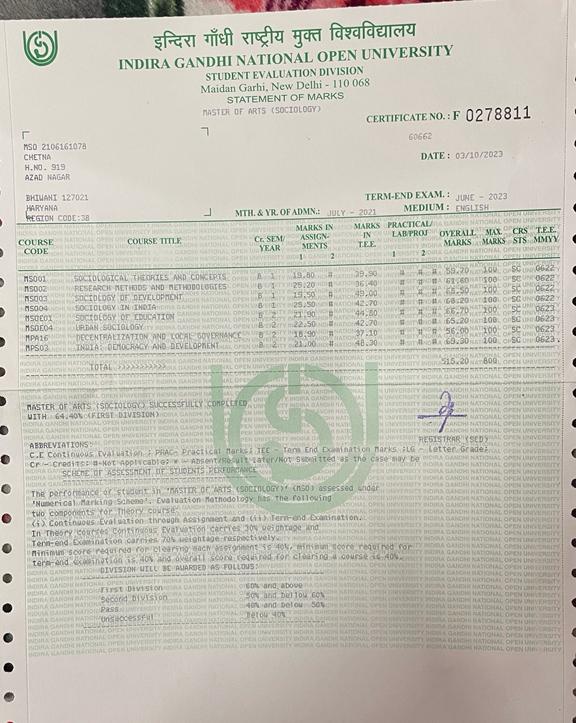 इन्दिरा गाँधी राष्ट्रीय मुक्त विश्वविद्यालय
INDIRA GANDHI NATIONAL OPEN UNIVERSITY
STUDENT EVALUATION DIVISION
Maidan Garhi, New Delhi - 110 068
STATEMENT OF MARKS
MASTER OF ARTS (SOCIOLOGY)
CERTIFICATE NO. : F 0278811
60662
MSO 2106161078
CHETNA
H.NO. 919
AZAD NAGAR
DATE : 03/10/2023
BHIWANI 127021
HARYANA
REGION CODE:38
TERM-END EXAM. : JUNE - 2023
MTH. & YR. OF ADMN.: JULY - 2021 MEDIUM : ENGLISH
COURSE CODE COURSE TITLE Cr. SEM/YEAR MARKS IN ASSIGNMENTS MARKS IN T.E.E. PRACTICAL/LAB/PROJ OVERALL MARKS MAX. MARKS CRS STS T.E.E. MMYY
1 2 1 2
MSO01 SOCIOLOGICAL THEORIES AND CONCEPTS 8 1 19.80 # 39.90 # # # 59.70 100 SC 0622
MSO02 RESEARCH METHODS AND METHODOLOGIES 8 1 25.20 # 36.40 # # # 61.60 100 SC 0622
MSO03 SOCIOLOGY OF DEVELOPMENT 8 1 19.50 # 49.00 # # # 68.50 100 SC 0622
MSO04 SOCIOLOGY IN INDIA 8 1 25.50 # 42.70 # # # 68.20 100 SC 0622
MSOE01 SOCIOLOGY OF EDUCATION 8 2 21.90 # 44.80 # # # 66.70 100 SC 0623
MSOE04 URBAN SOCIOLOGY 8 2 22.50 # 42.70 # # # 65.20 100 SC 0623
MPA16 DECENTRALIZATION AND LOCAL GOVERNANCE 8 2 18.90 # 37.10 # # # 56.00 100 SC 0623
MPS03 INDIA: DEMOCRACY AND DEVELOPMENT 8 2 21.00 # 48.30 # # # 69.30 100 SC 0623
TOTAL >>>>>>>>>>> 515.20 800
MASTER OF ARTS (SOCIOLOGY) SUCCESSFULLY COMPLETED
WITH 64.40% (FIRST DIVISION)
REGISTRAR (SED)
ABBREVIATIONS:
C.E Continuous Evaluation ; PRAC- Practical Marks; TEE - Term End Examination Marks ;LG - Letter Grade;
Cr - Credits; #-Not Applicable; * - Absent/Result Later/Not Submitted as the case may be
SCHEME OF ASSESSMENT OF STUDENTS PERFORMANCE
The performance of student in 'MASTER OF ARTS (SOCIOLOGY)' (MSO) assessed under
'Numerical Marking Scheme'. Evaluation Methodology has the following
two components for Theory course:
(i) Continuous Evaluation through Assignment and (ii) Term-end Examination.
In Theory courses Continuous Evaluation carries 30% weightage and
Term-end Examination carries 70% weightage respectively.
Minimum score required for clearing each assignment is 40%, minimum score required for
term-end examination is 40% and overall score required for clearing a course is 40%.
DIVISION WILL BE AWARDED AS FOLLOWS:
First Division 60% and above
Second Division 50% and below 60%
Pass 40% and below 50%
Unsuccessful Below 40%